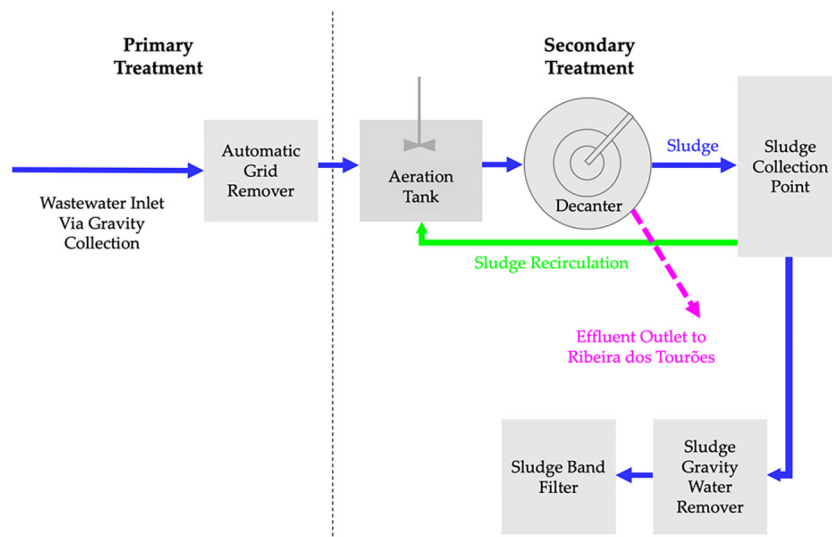 Primary
Treatment
Secondary
Treatment
Automatic
Grid
Remover
Wastewater Inlet
Via Gravity
Collection
Aeration
Tank
Decanter
Sludge
Sludge
Collection
Point
Sludge Recirculation
Effluent Outlet to
Ribeira dos Tourões
Sludge Band
Filter
Sludge
Gravity
Water
Remover